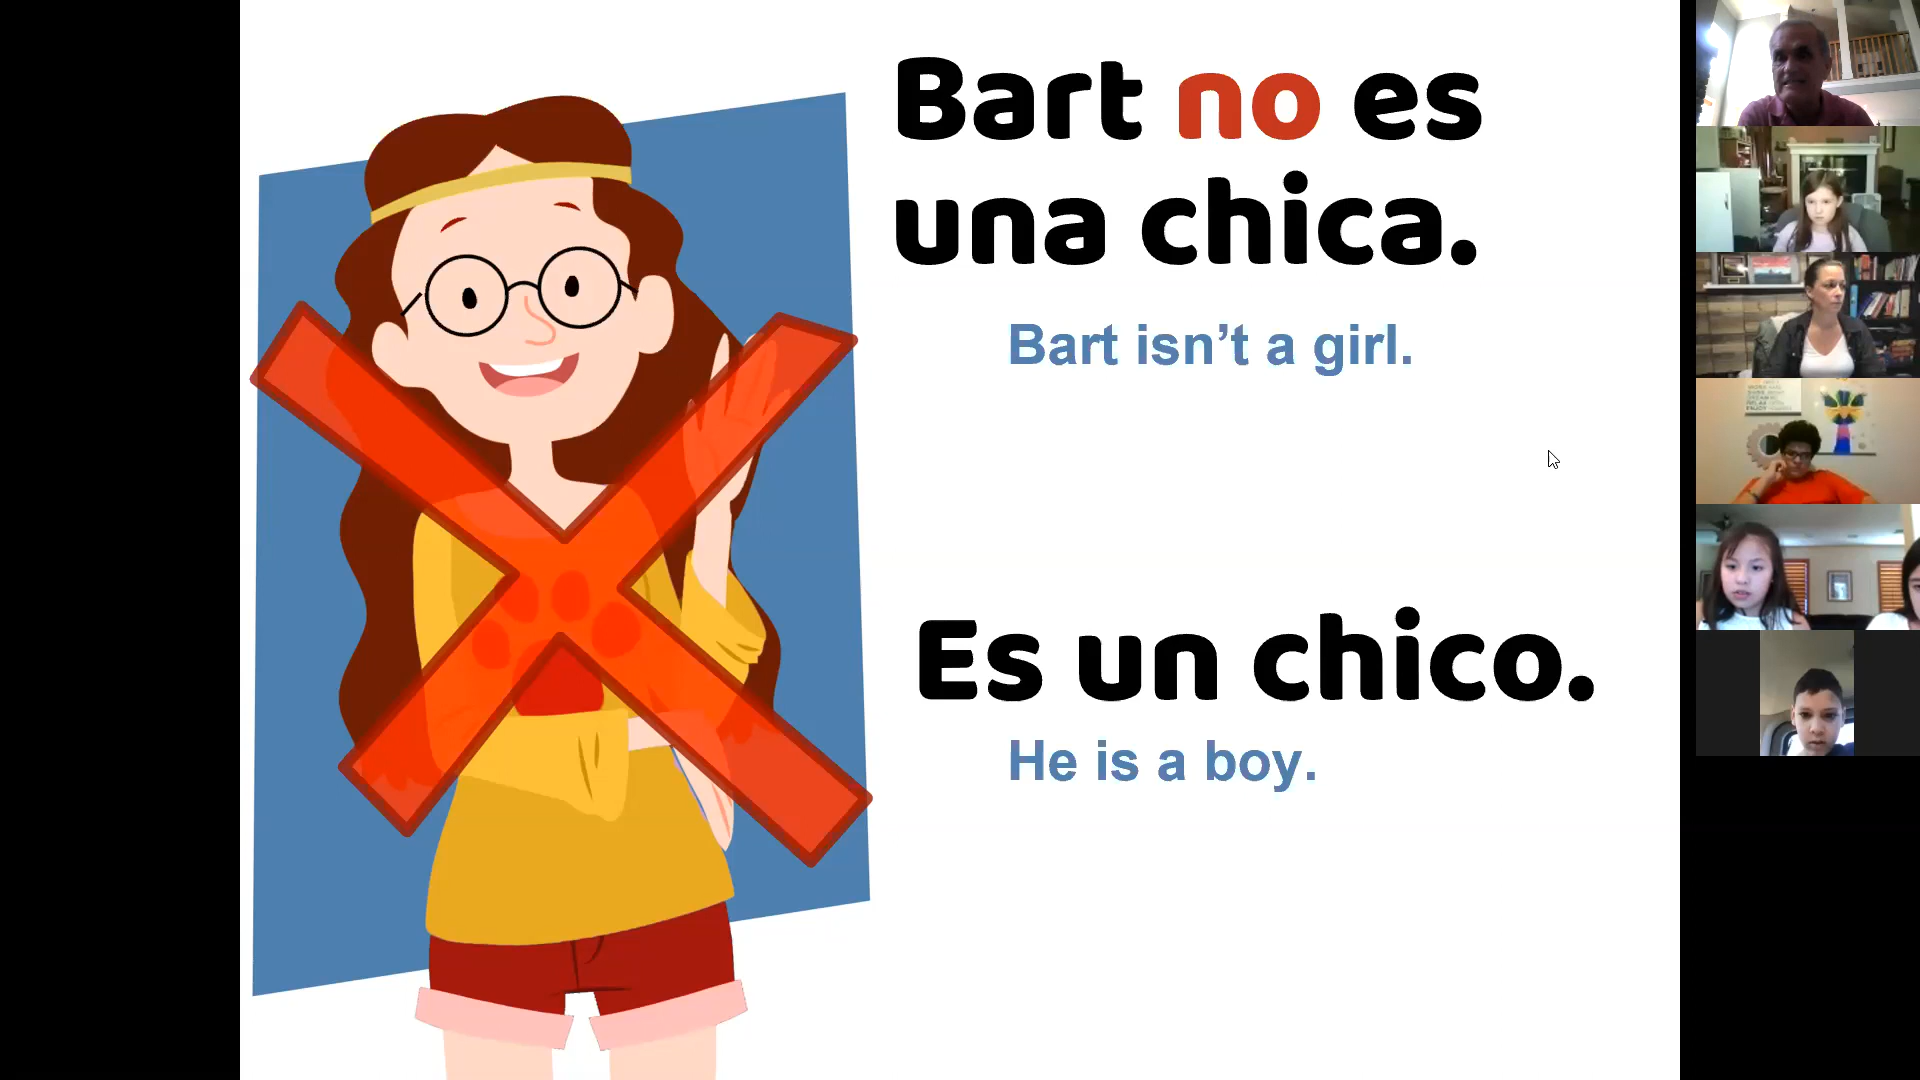 Bart no es
una chica.
Bart isn’t a girl.
Es un chico.
He is a boy.